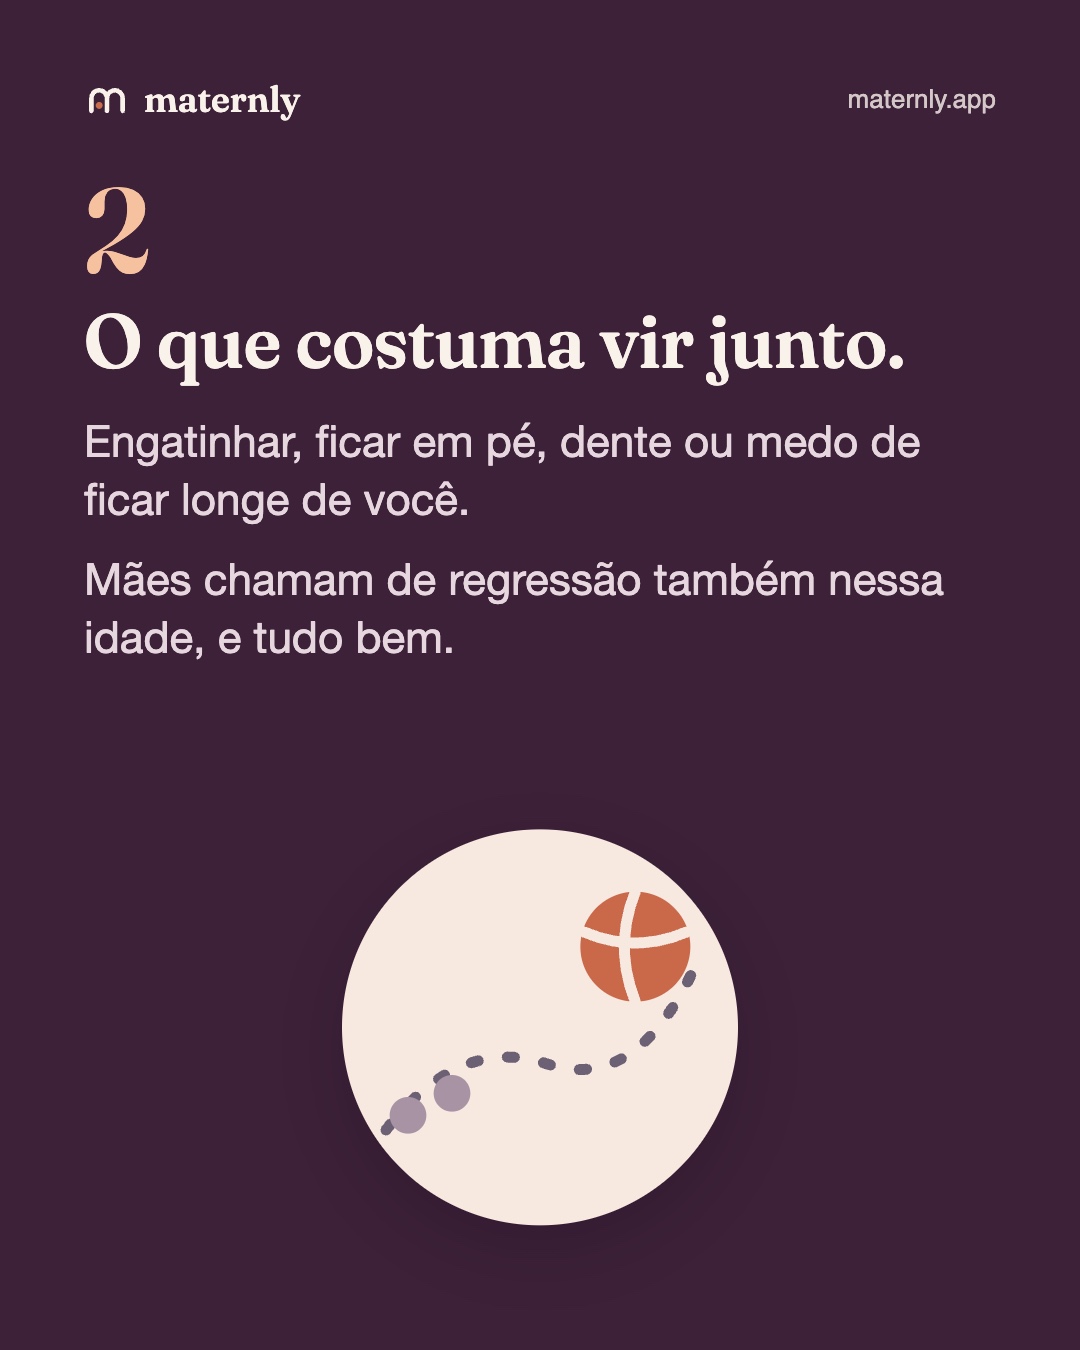 maternly
maternly.app
2
O que costuma vir junto.
Engatinhar, ficar em pé, dente ou medo de
ficar longe de você.
Mães chamam de regressão também nessa
idade, e tudo bem.